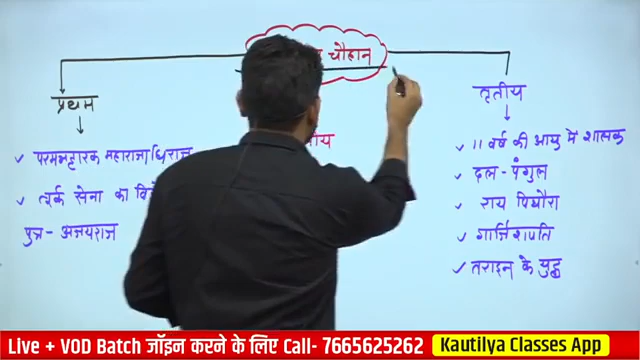 चौहान
प्रथम
परमभट्टारक महाराजाधिराज
तुर्क सेना का
पुत्र - अजयराज
तृतीय
11 वर्ष की आयु में शासक
दल - पंगुल
राय पिथौरा
तराइन के युद्ध
Live + VOD Batch जॉइन करने के लिए Call- 7665625262
Kautilya Classes App